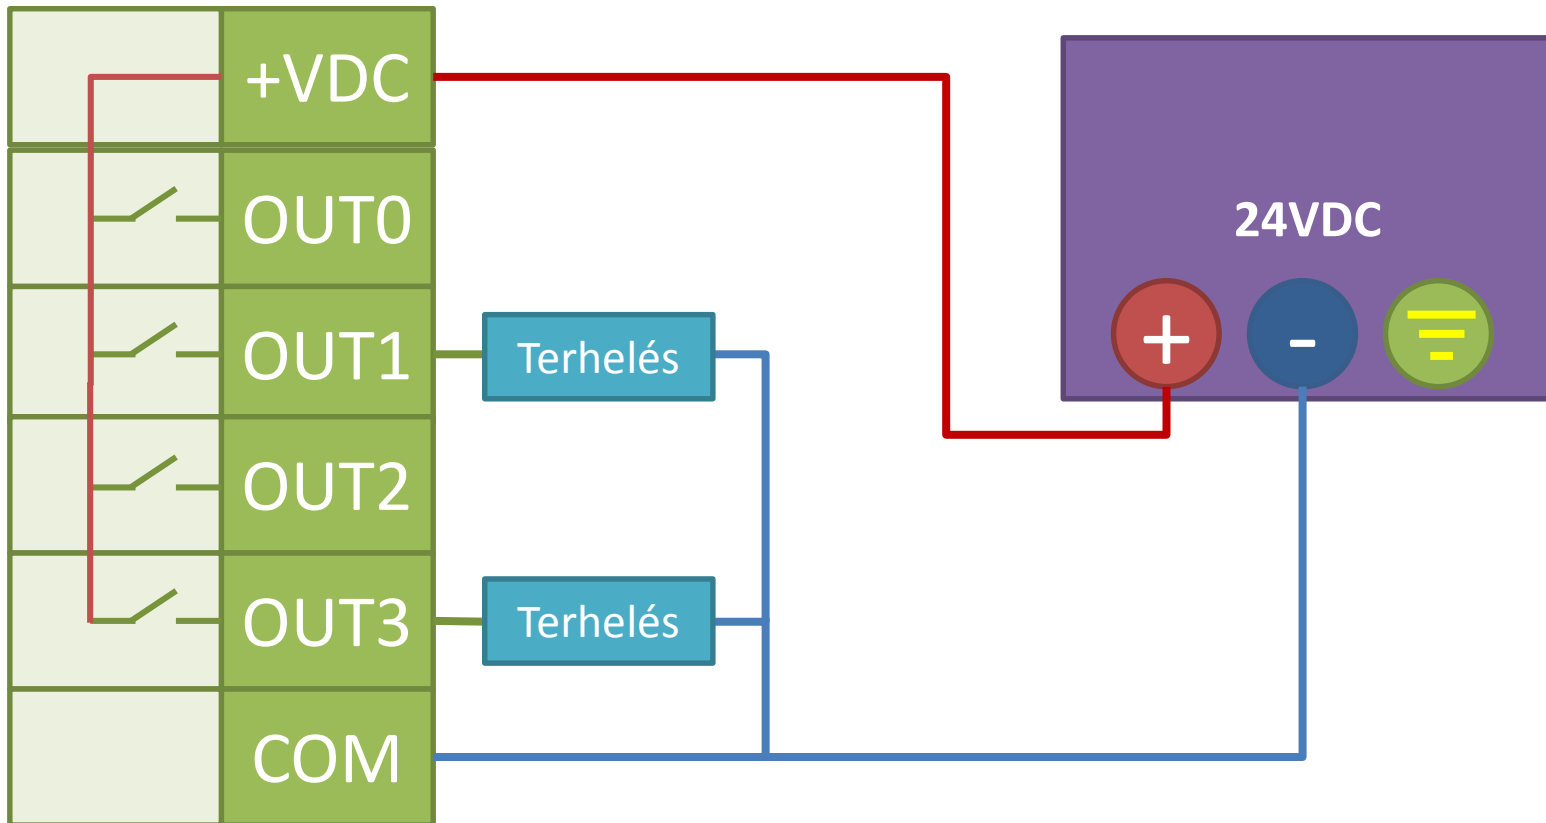 +VDC
OUT0
OUT1
OUT2
OUT3
COM
Terhelés
Terhelés
24VDC
+
-